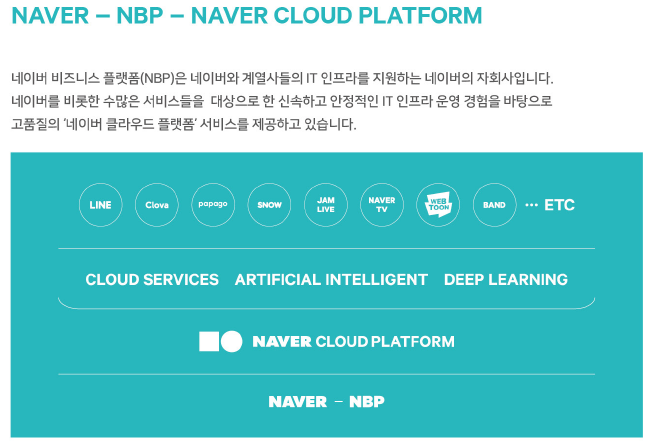 NAVER – NBP – NAVER CLOUD PLATFORM
네이버 비즈니스 플랫폼(NBP)은 네이버와 계열사들의 IT 인프라를 지원하는 네이버의 자회사입니다.
네이버를 비롯한 수많은 서비스들을 대상으로 한 신속하고 안정적인 IT 인프라 운영 경험을 바탕으로
고품질의 '네이버 클라우드 플랫폼' 서비스를 제공하고 있습니다.
LINE
Clova
papago
SNOW
JAM
LIVE
NAVER
TV
WEB
TOON
BAND
··· ETC
CLOUD SERVICES ARTIFICIAL INTELLIGENT DEEP LEARNING
NAVER CLOUD PLATFORM
NAVER – NBP